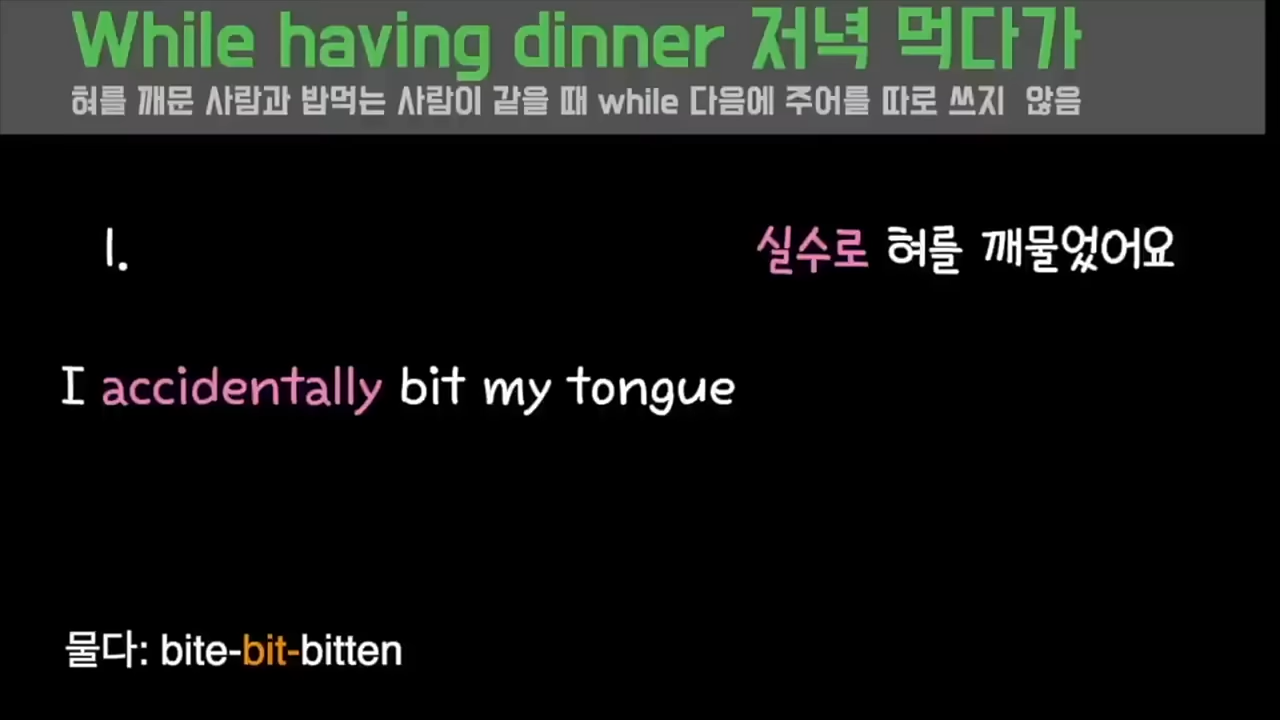 While having dinner 저녁 먹다가
혀를 깨문 사람과 밥먹는 사람이 같을 때 while 다음에 주어를 따로 쓰지 않음
1. 실수로 혀를 깨물었어요
I accidentally bit my tongue
물다: bite-bit-bitten